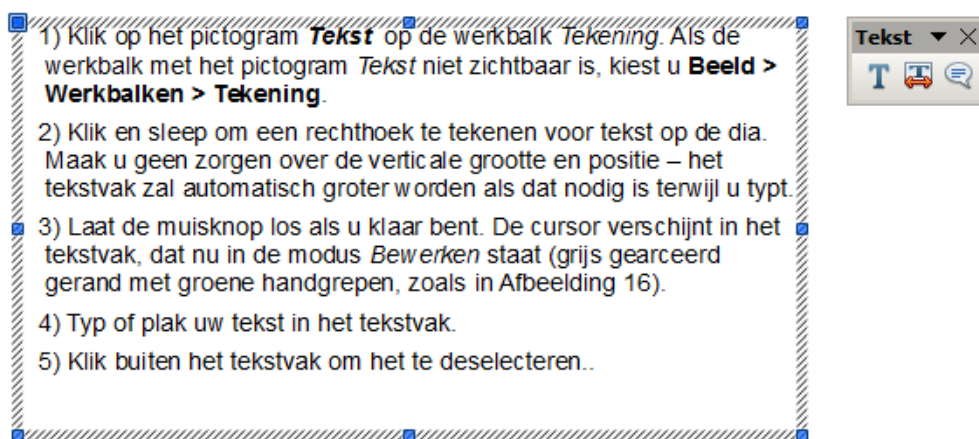 1) Klik op het pictogram Tekst op de werkbalk Tekening. Als de
werkbalk met het pictogram Tekst niet zichtbaar is, kiest u Beeld >
Werkbalken > Tekening.
2) Klik en sleep om een rechthoek te tekenen voor tekst op de dia.
Maak u geen zorgen over de verticale grootte en positie – het
tekstvak zal automatisch groter worden als dat nodig is terwijl u typt.
3) Laat de muisknop los als u klaar bent. De cursor verschijnt in het
tekstvak, dat nu in de modus Bewerken staat (grijs gearceerd
gerand met groene handgrepen, zoals in Afbeelding 16).
4) Typ of plak uw tekst in het tekstvak.
5) Klik buiten het tekstvak om het te deselecteren..
Tekst
T